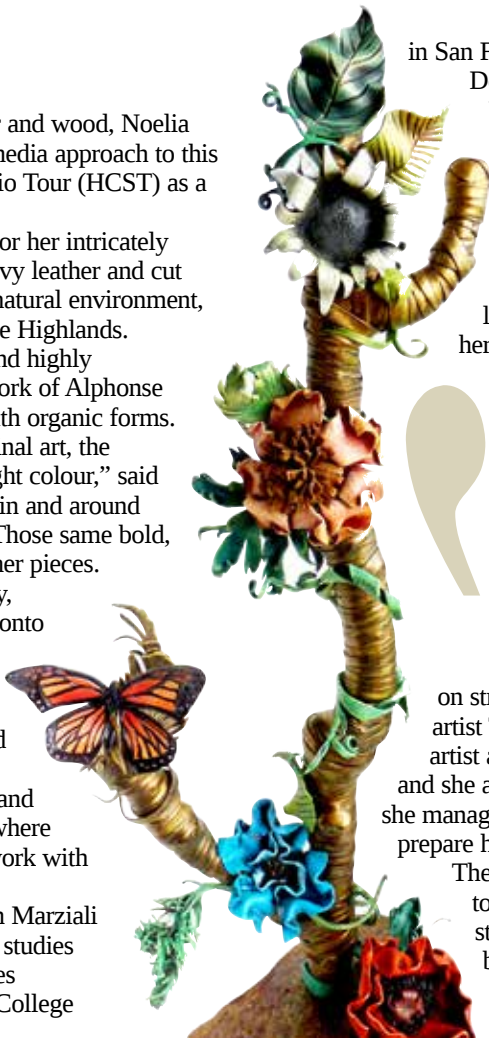 and wood, Noelia
media approach to this
io Tour (HCST) as a
or her intricately
vy leather and cut
natural environment,
e Highlands.
nd highly
ork of Alphonse
th organic forms.
inal art, the
ght colour,” said
in and around
Those same bold,
her pieces.
y,
onto
d
and
where
work with
n Marziali
studies
es
College
in San F
D
l
her
on str
artist
artist a
and she a
she manag
prepare h
The
to
st
b